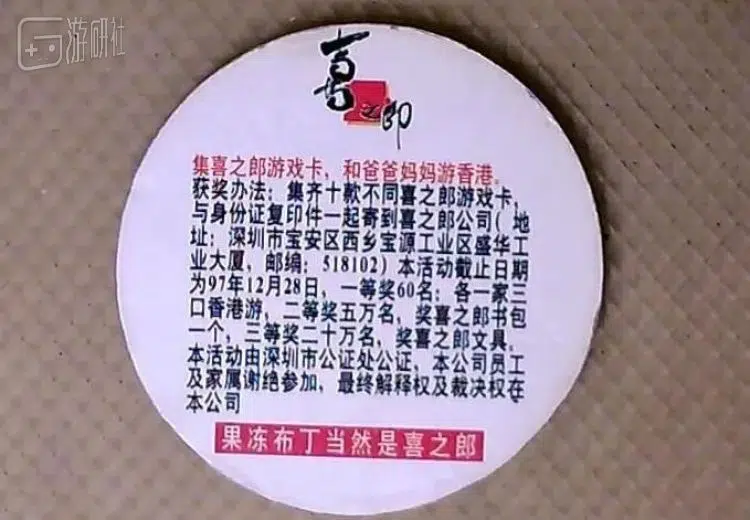 游研社
喜之郎
集喜之郎游戏卡，和爸爸妈妈游香港。
获奖办法：集齐十款不同喜之郎游戏卡，
与身份证复印件一起寄到喜之郎公司（地
址：深圳市宝安区西乡宝源工业区盛华工
业大厦，邮编：518102）本活动截止日期
为97年12月28日，一等奖60名：各一家三
口香港游，二等奖五万名，奖喜之郎书包
一个，三等奖二十万名，奖喜之郎文具。
本活动由深圳市公证处公证，本公司员工
及家属谢绝参加，最终解释权及裁决权在
本公司
果冻布丁当然是喜之郎